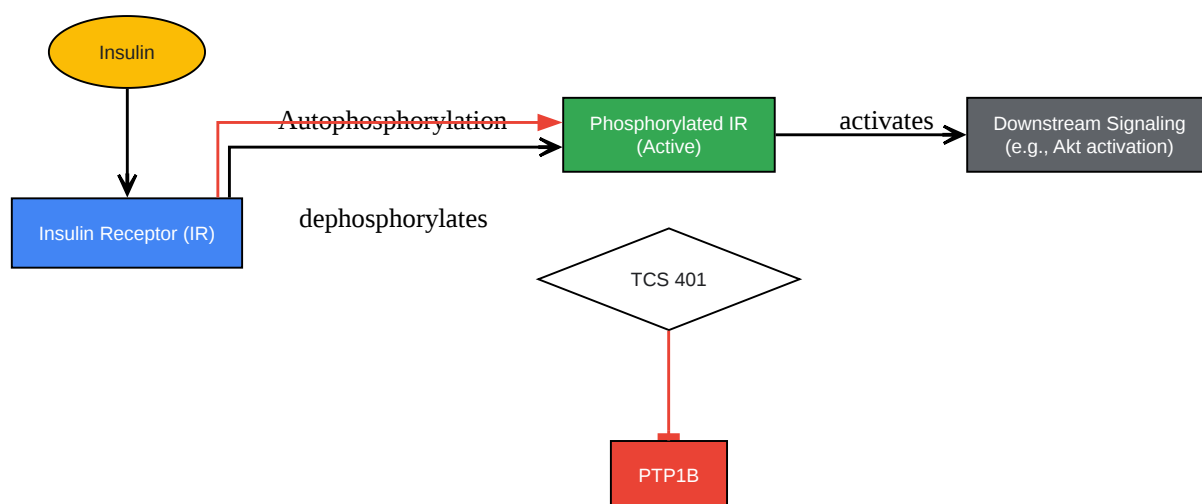 Insulin
Autophosphorylation
Phosphorylated IR
(Active)
activates
Downstream Signaling
(e.g., Akt activation)
Insulin Receptor (IR)
dephosphorylates
TCS 401
PTP1B